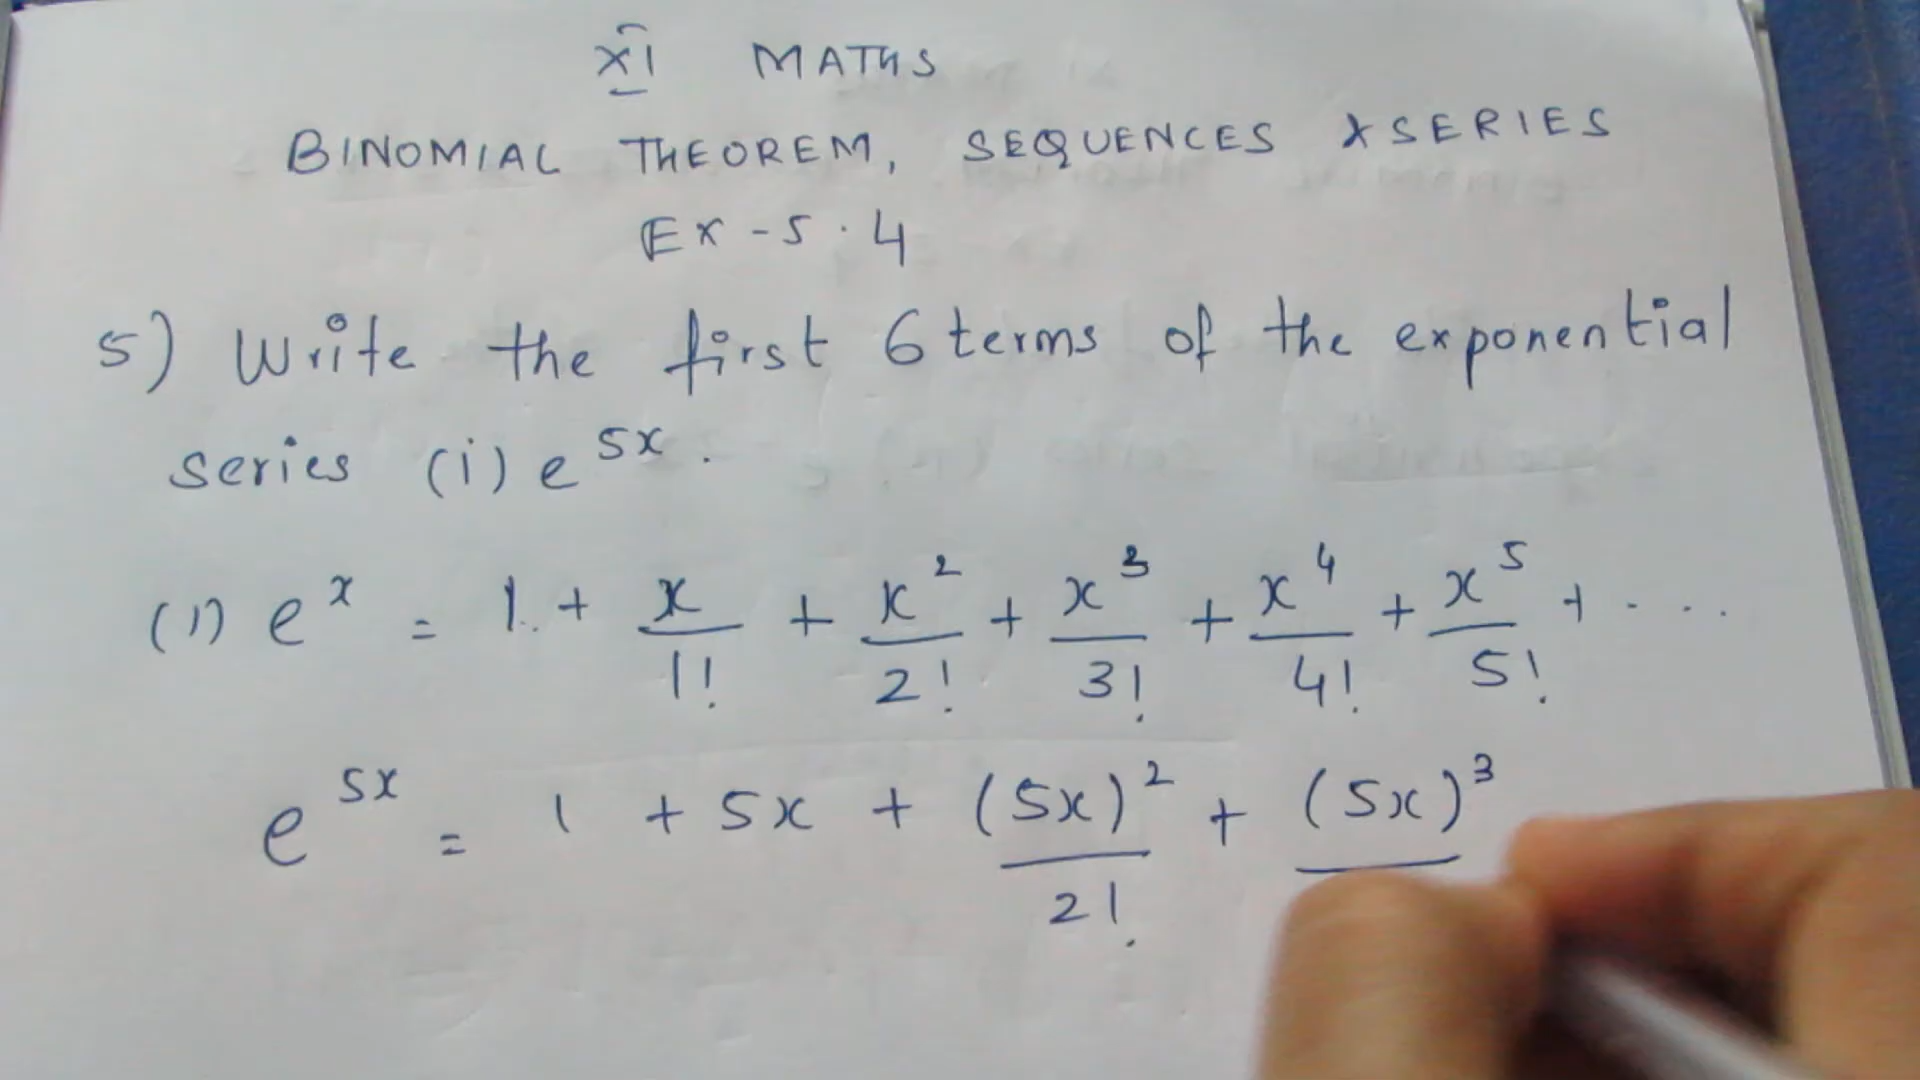 XI MATHS
BINOMIAL THEOREM, SEQUENCES & SERIES
Ex - 5.4
5) Write the first 6 terms of the exponential
series (i) e^5x.
(1) e^x = 1 + x/1! + x^2/2! + x^3/3! + x^4/4! + x^5/5! + ....
e^5x = 1 + 5x + (5x)^2/2! + (5x)^3